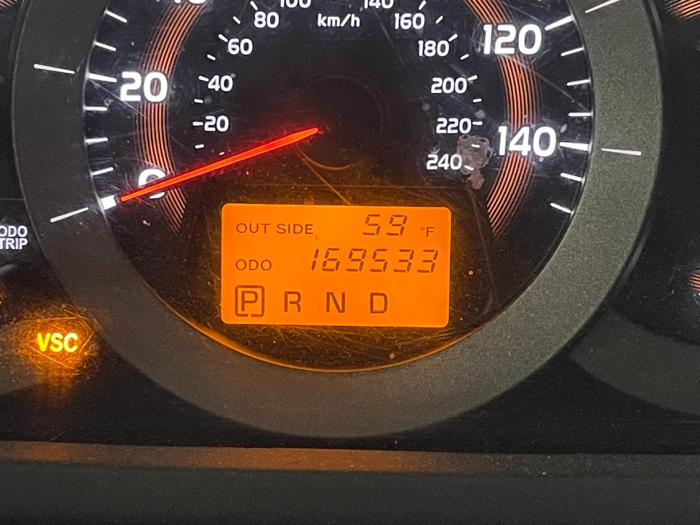 100 140
80 km/h 160
60 180 120
20 40 200
20 220 140
0 240
OUT SIDE 59 °F
ODO TRIP
ODO 169533
P R N D
VSC